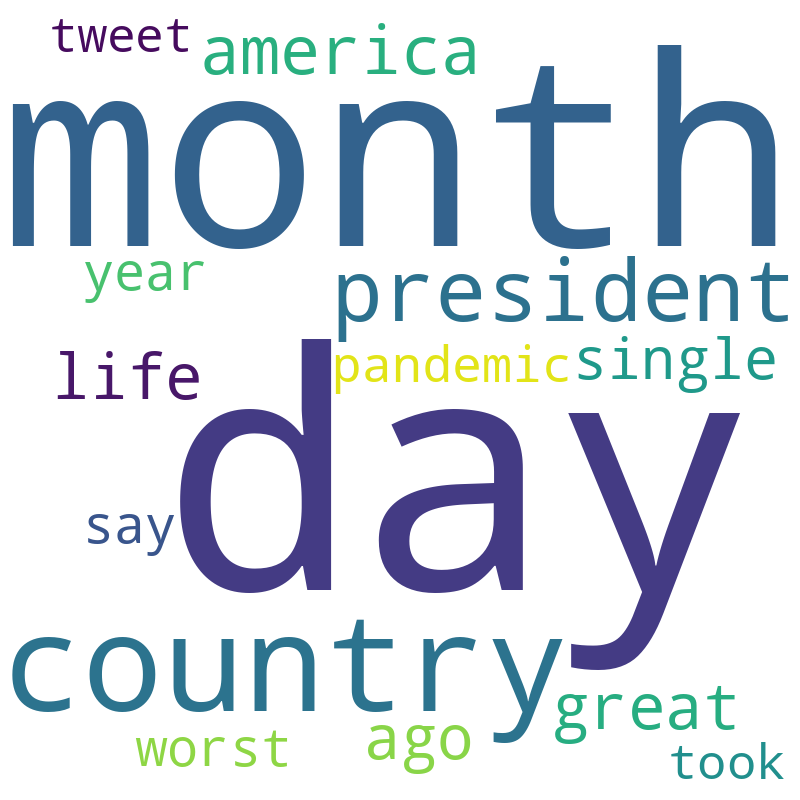 tweet america
month
year president
life pandemic single
day
say
country
great
worst ago took